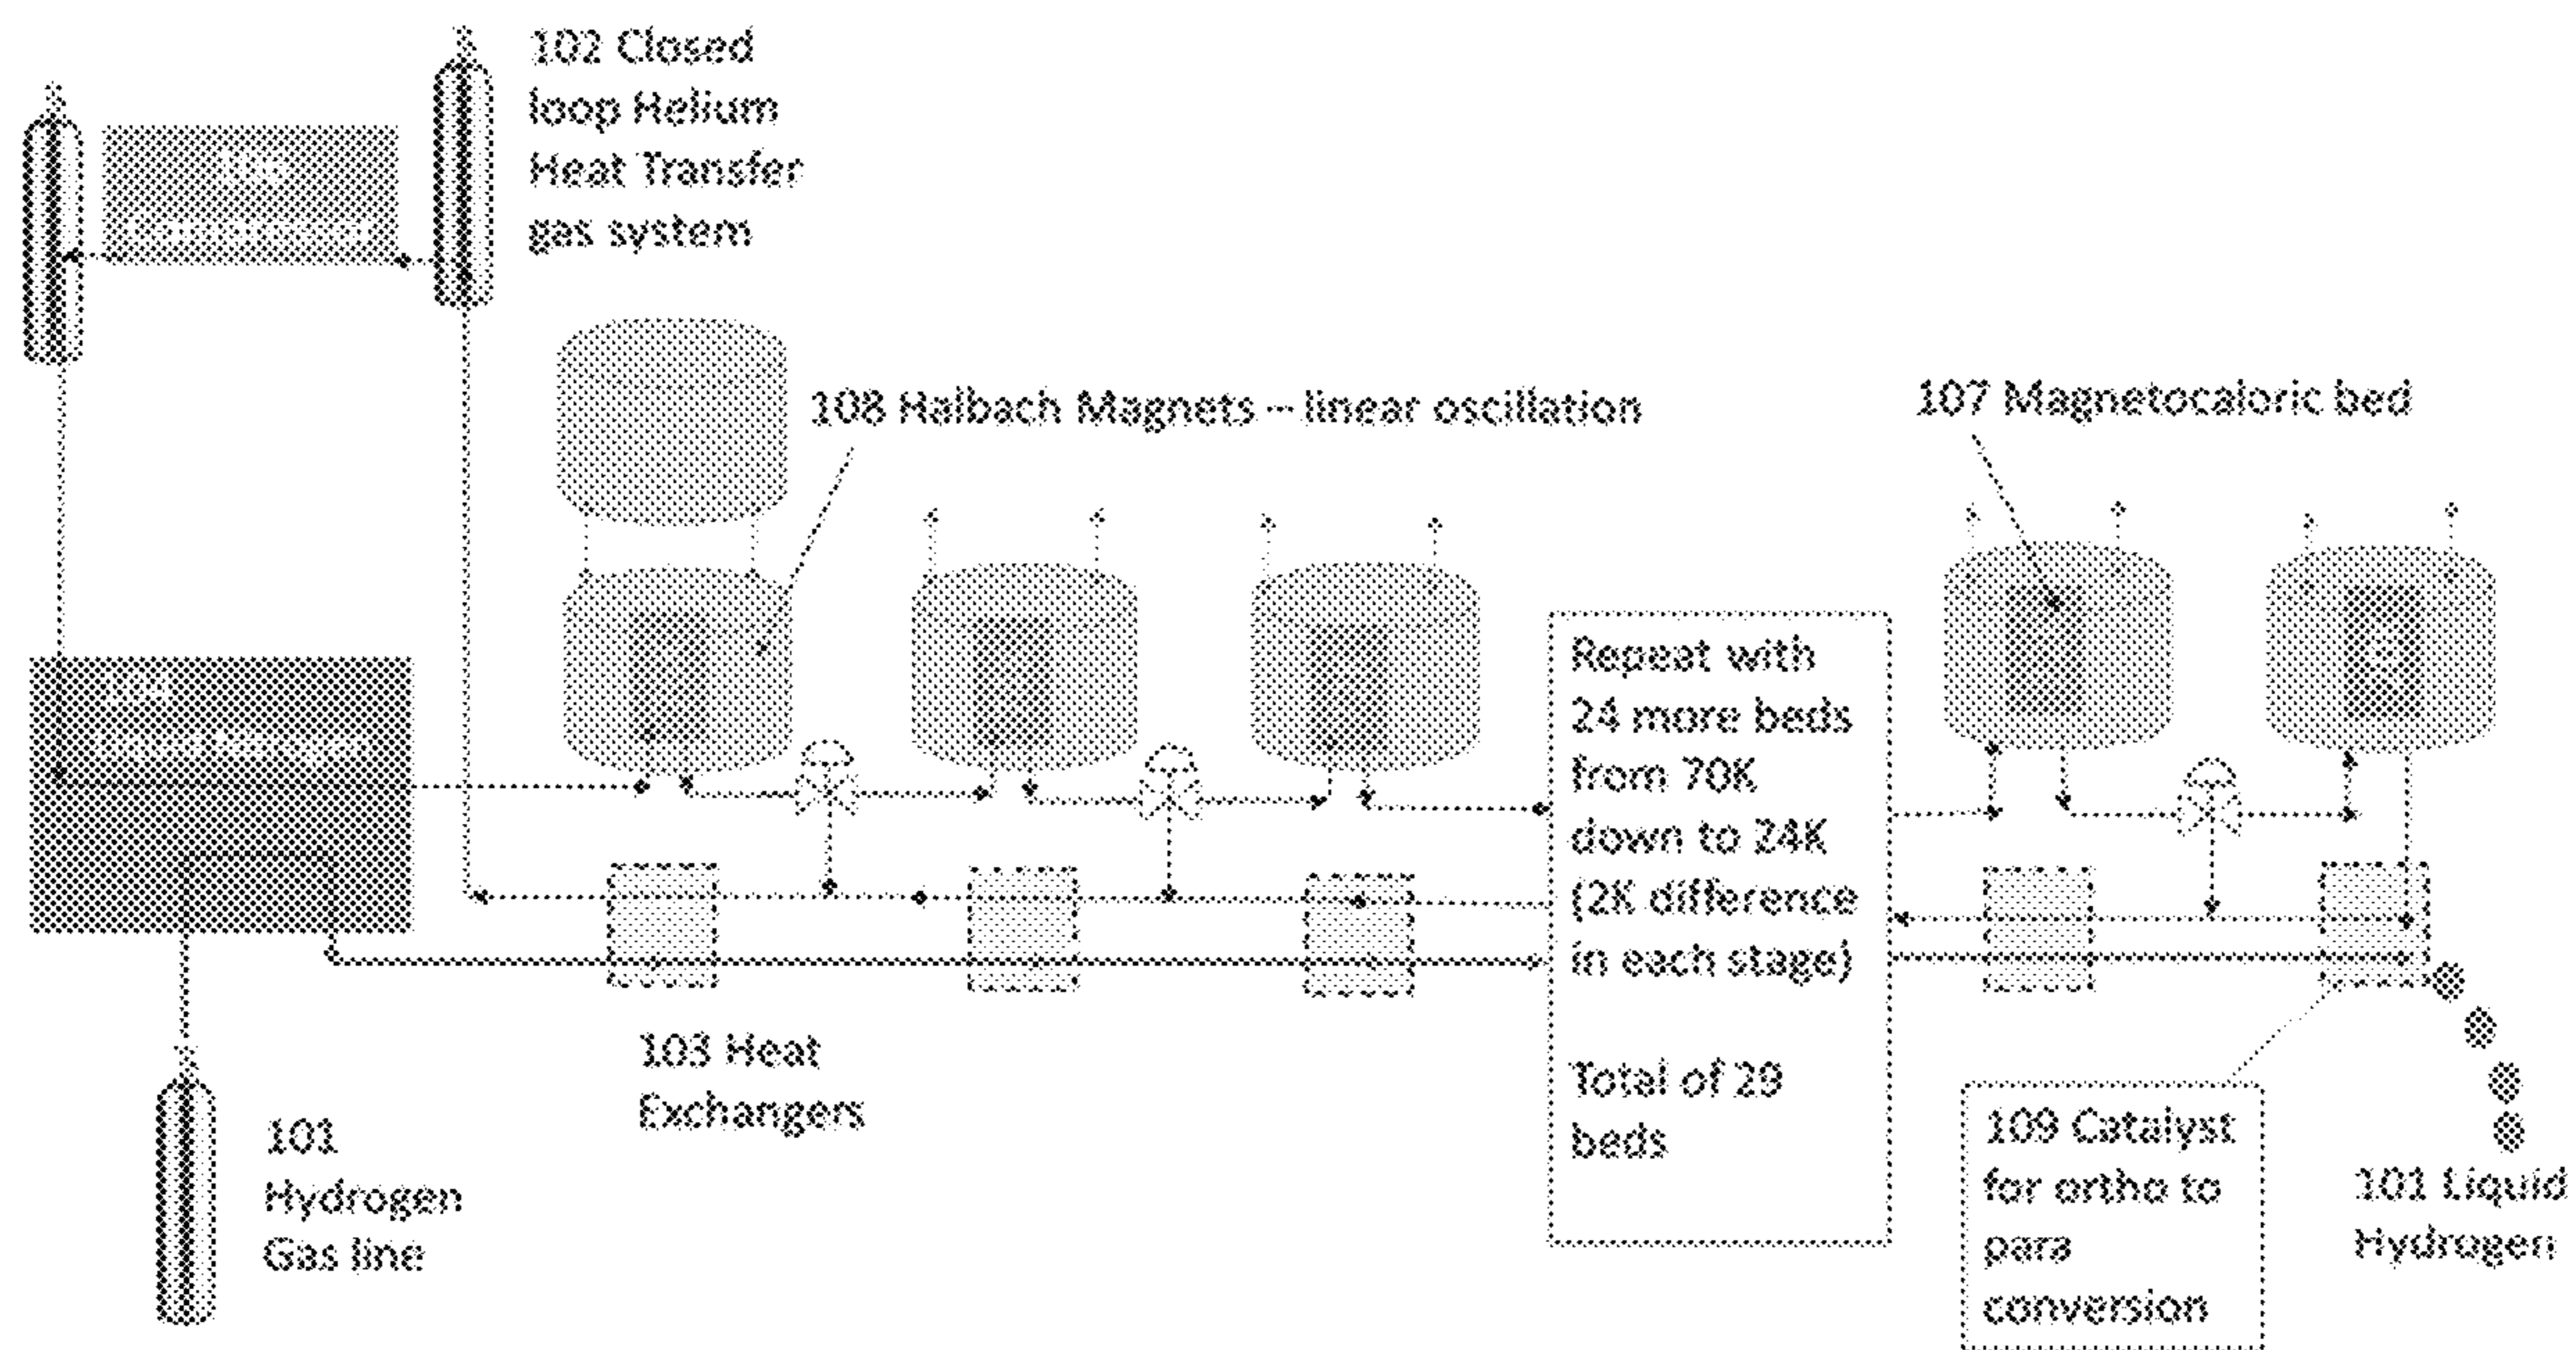 102 Closed
loop Helium
Heat Transfer
gas system
108 Halbach Magnets – linear oscillation
107 Magnetocaloric bed
Repeat with
24 more beds
from 70K
down to 24K
(2K difference
in each stage)
Total of 29
beds
103 Heat
Exchangers
101
Hydrogen
Gas line
109 Catalyst
for ortho to
para
conversion
101 Liquid
Hydrogen